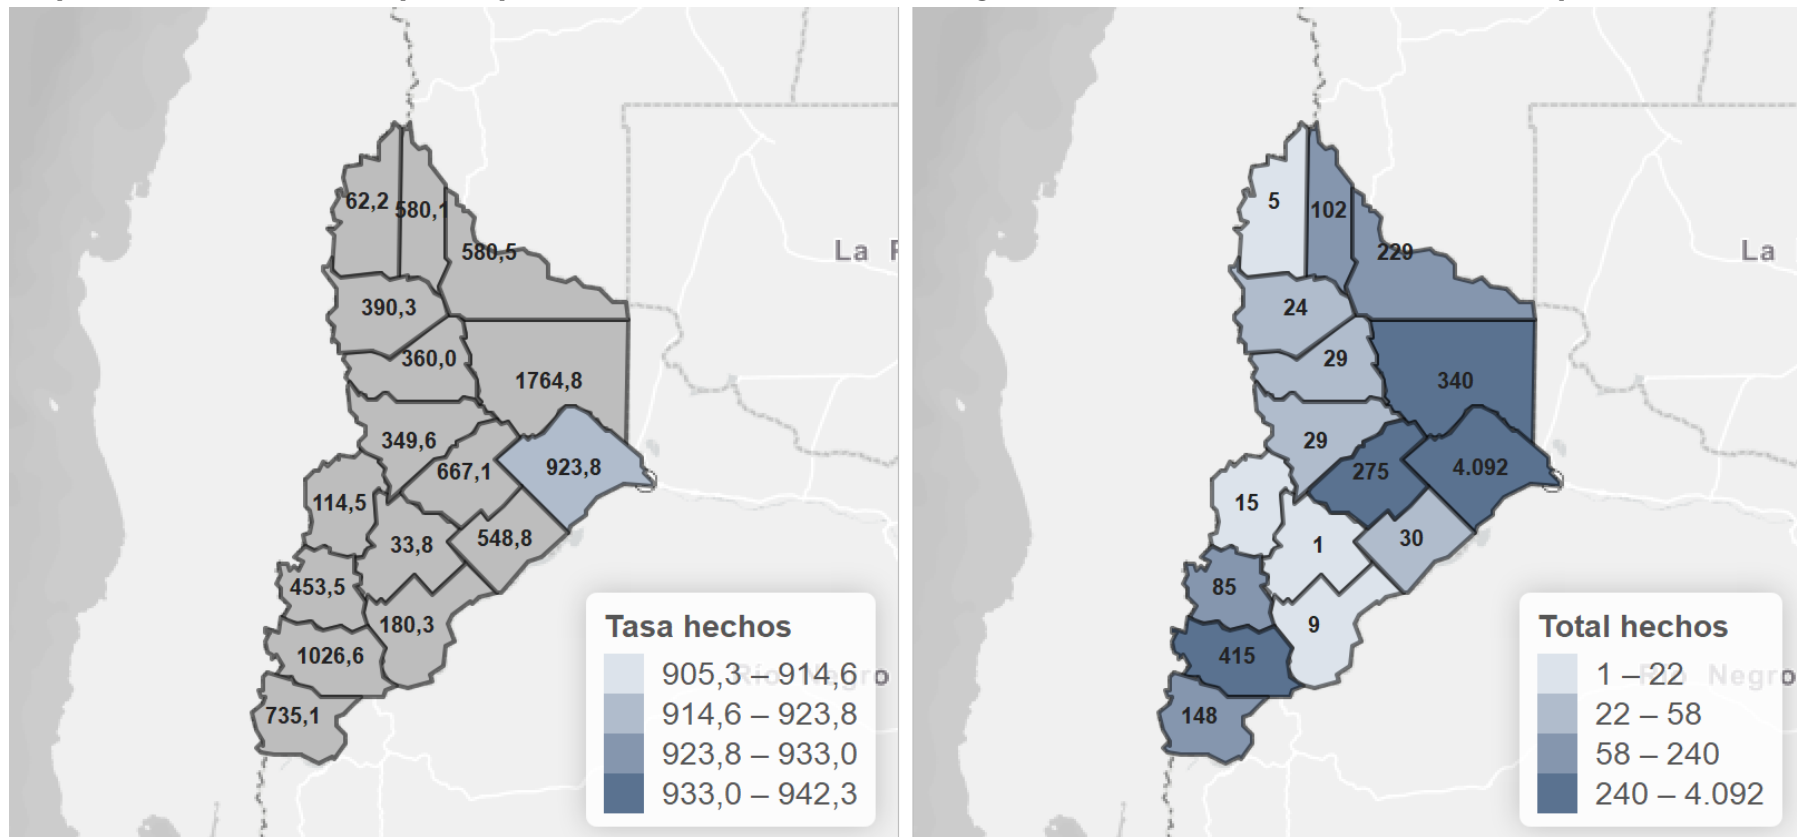 62,2
580,1
580,5
La
390,3
360,0
1764,8
349,6
667,1
923,8
114,5
33,8
548,8
453,5
180,3
1026,6
735,1
Tasa hechos
905,3 – 914,6
914,6 – 923,8
923,8 – 933,0
933,0 – 942,3
Río Negro
5
102
229
La
24
29
340
29
275
4.092
15
1
30
85
9
415
148
Total hechos
1 – 22
22 – 58
58 – 240
240 – 4.092
Río Negro